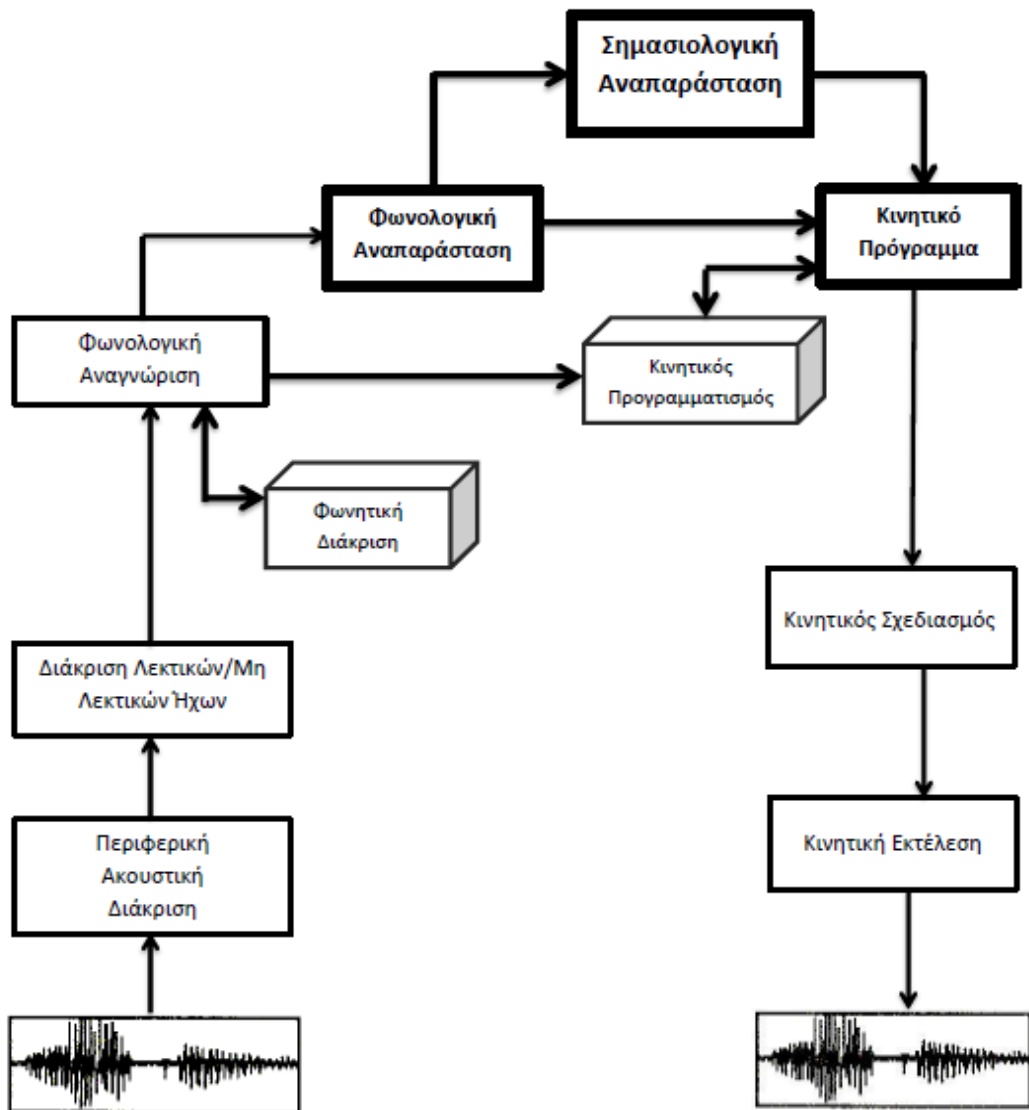 Σημασιολογική
Αναπαράσταση
Φωνολογική
Αναπαράσταση
Κινητικό
Πρόγραμμα
Φωνολογική
Αναγνώριση
Κινητικός
Προγραμματισμός
Φωνητική
Διάκριση
Κινητικός Σχεδιασμός
Διάκριση Λεκτικών/Μη
Λεκτικών Ήχων
Περιφερική
Ακουστική
Διάκριση
Κινητική Εκτέλεση